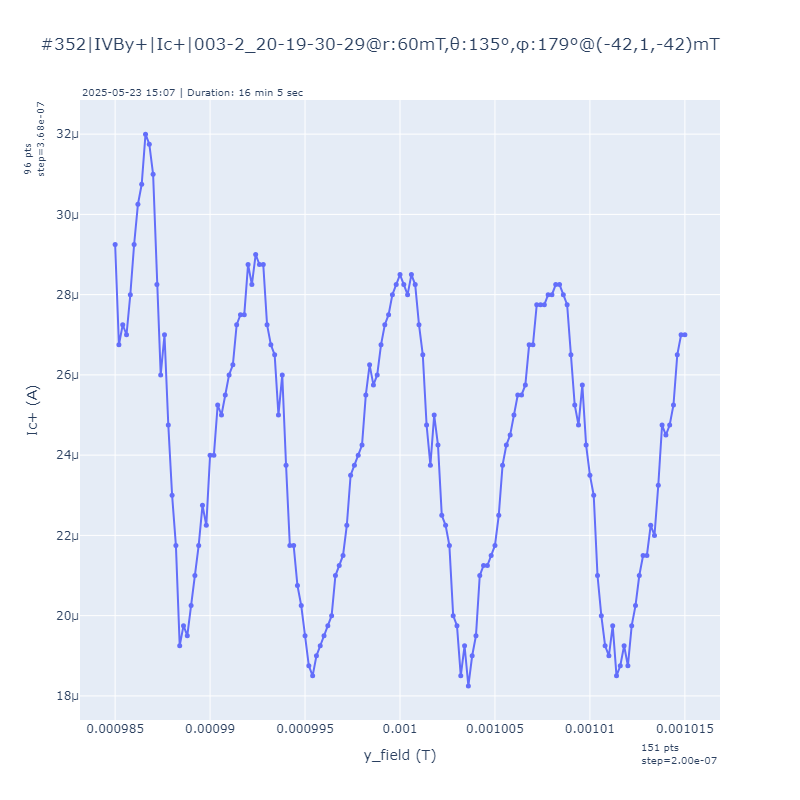 #352|IVBy+|Ic+|003-2_20-19-30-29@r:60mT,θ:135°,φ:179°@(-42,1,-42)mT
2025-05-23 15:07 | Duration: 16 min 5 sec
96 pts
step=3.68e-07
32μ
30μ
28μ
26μ
24μ
22μ
20μ
18μ
Ic+ (A)
0.000985
0.00099
0.000995
0.001
0.001005
0.00101
0.001015
y_field (T)
151 pts
step=2.00e-07